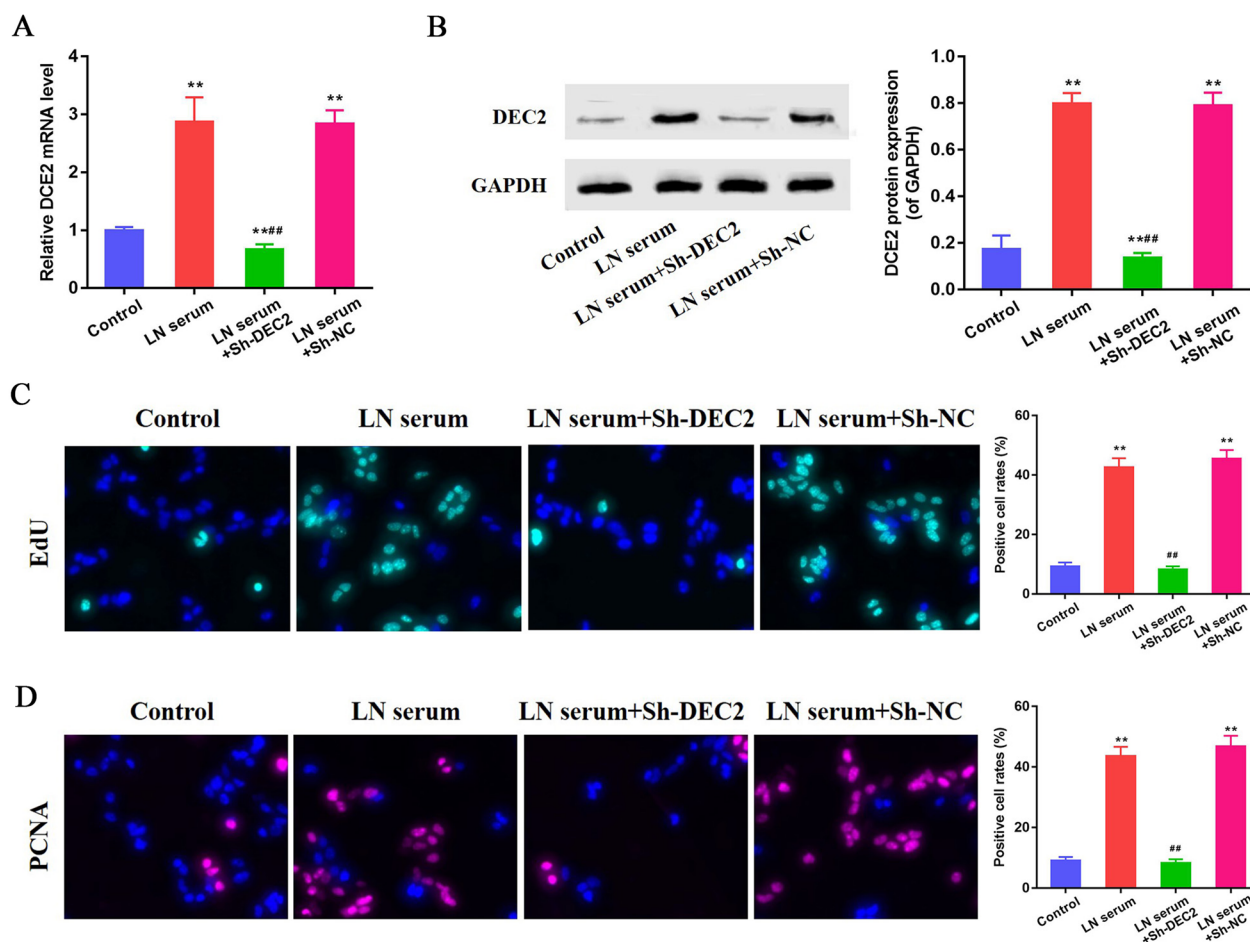 A
Relative DCE2 mRNA level
4
3
2
1
0
**
**##
**
Control
LN serum
LN serum
+Sh-DEC2
LN serum
+Sh-NC
B
DEC2
GAPDH
Control
LN serum
LN serum+Sh-DEC2
LN serum+Sh-NC
DCE2 protein expression
(of GAPDH)
1.0
0.8
0.6
0.4
0.2
0.0
**
**##
**
Control
LN serum
LN serum
+Sh-DEC2
LN serum
+Sh-NC
C
Control
LN serum
LN serum+Sh-DEC2
LN serum+Sh-NC
EdU
Positive cell rates (%)
60
40
20
0
**
##
**
Control
LN serum
LN serum
+Sh-DEC2
LN serum
+Sh-NC
D
Control
LN serum
LN serum+Sh-DEC2
LN serum+Sh-NC
PCNA
Positive cell rates (%)
60
40
20
0
**
##
**
Control
LN serum
LN serum
+Sh-DEC2
LN serum
+Sh-NC